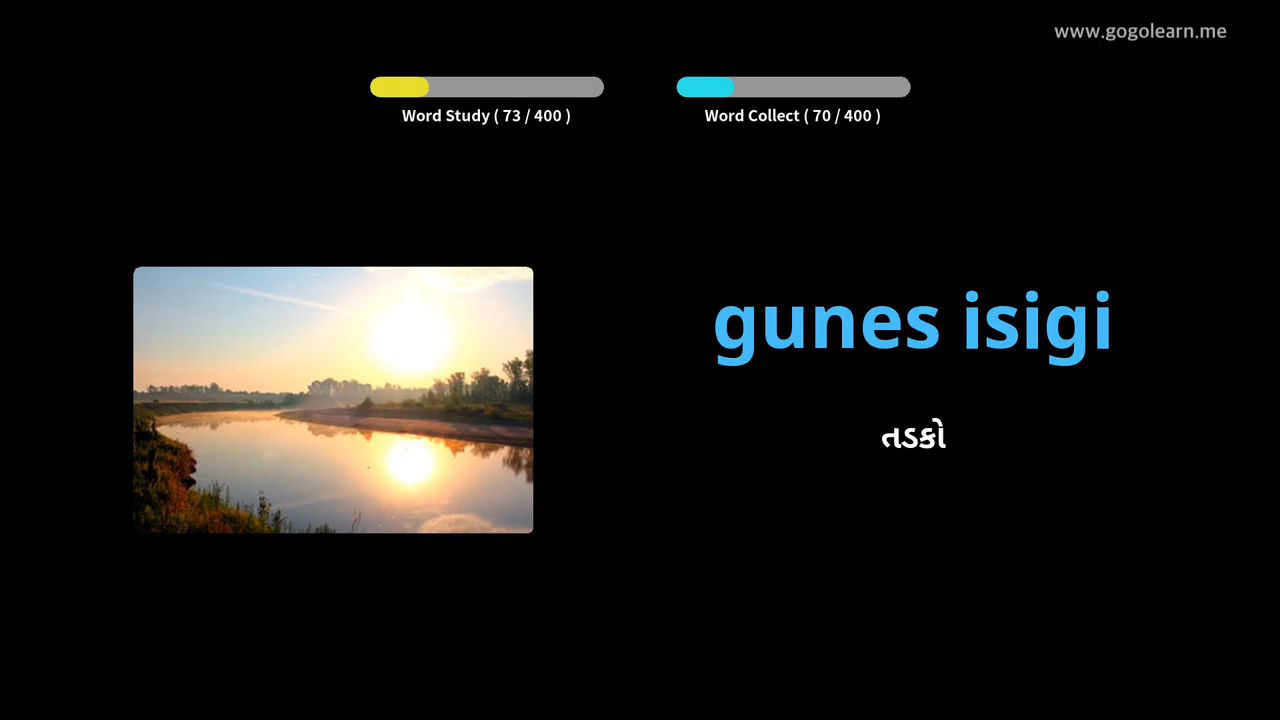 www.gogolearn.me
Word Study ( 73 / 400 )
Word Collect ( 70 / 400 )
gunes isigi
તડકો